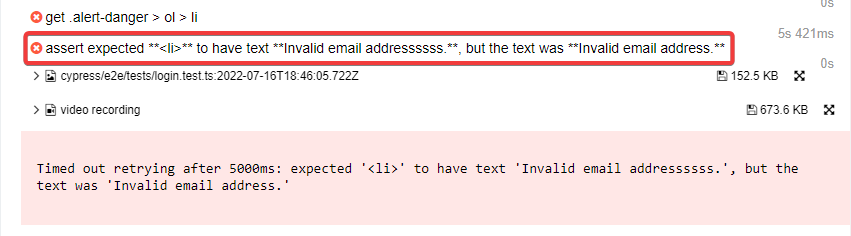 0s
get .alert-danger > ol > li
5s 421ms
assert expected **<li>** to have text **Invalid email addressssss.**, but the text was **Invalid email address.**
0s
cypress/e2e/tests/login.test.ts:2022-07-16T18:46:05.722Z 152.5 KB
video recording 673.6 KB
Timed out retrying after 5000ms: expected '<li>' to have text 'Invalid email addressssss.', but the
text was 'Invalid email address.'